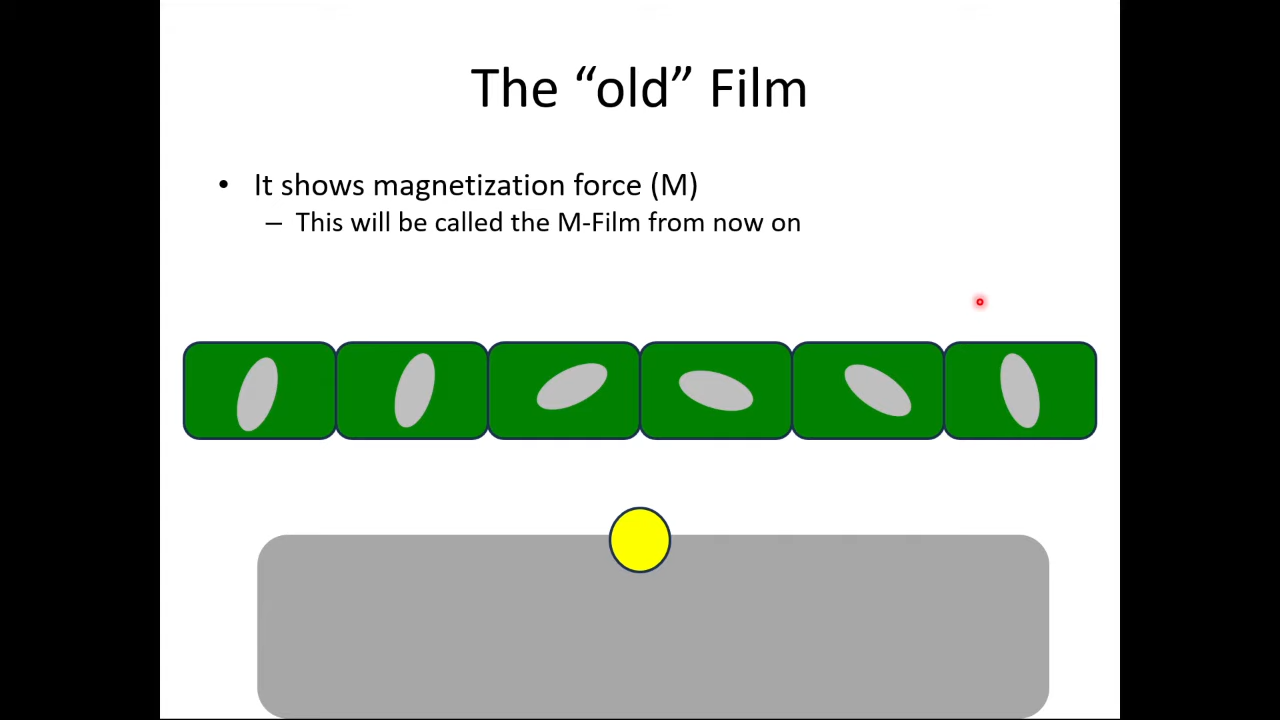 The “old” Film
• It shows magnetization force (M)
– This will be called the M-Film from now on